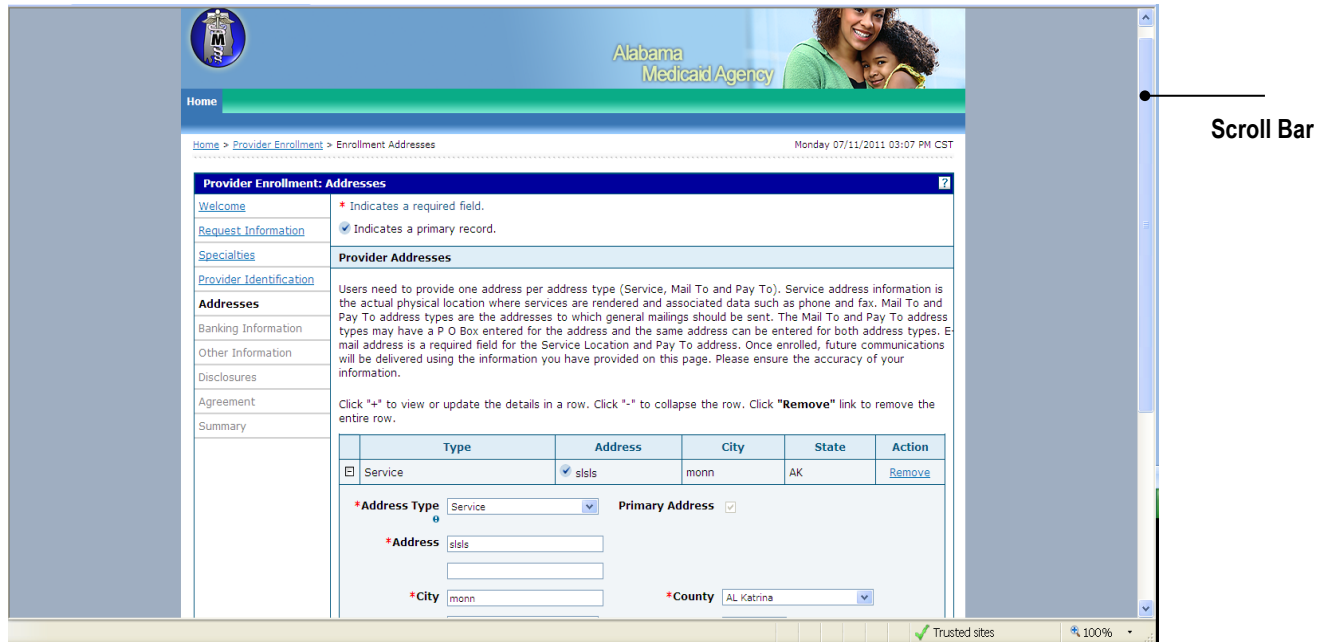 M
Alabama
Medicaid Agency
Home
Scroll Bar
Home > Provider Enrollment > Enrollment Addresses
Monday 07/11/2011 03:07 PM CST
Provider Enrollment: Addresses
?
Welcome
Request Information
Specialties
Provider Identification
Addresses
Banking Information
Other Information
Disclosures
Agreement
Summary
* Indicates a required field.
Indicates a primary record.
Provider Addresses
Users need to provide one address per address type (Service, Mail To and Pay To). Service address information is
the actual physical location where services are rendered and associated data such as phone and fax. Mail To and
Pay To address types are the addresses to which general mailings should be sent. The Mail To and Pay To address
types may have a P O Box entered for the address and the same address can be entered for both address types. E-
mail address is a required field for the Service Location and Pay To address. Once enrolled, future communications
will be delivered using the information you have provided on this page. Please ensure the accuracy of your
information.
Click "+" to view or update the details in a row. Click "-" to collapse the row. Click "Remove" link to remove the
entire row.
Type Address City State Action
Service slsls monn AK Remove
*Address Type Service Primary Address
*Address slsls
*City monn *County AL Katrina
Trusted sites 100%